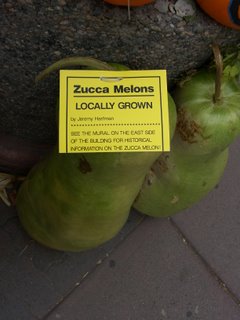 Zucca Melons
LOCALLY GROWN
by Jeremy Hartman
SEE THE MURAL ON THE EAST SIDE
OF THE BUILDING FOR HISTORICAL
INFORMATION ON THE ZUCCA MELON!